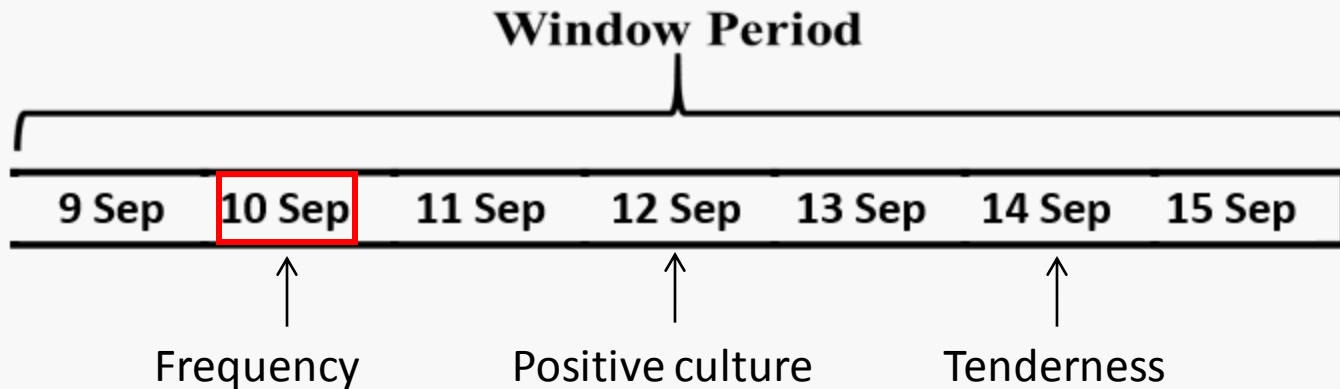 Window Period
9 Sep 10 Sep 11 Sep 12 Sep 13 Sep 14 Sep 15 Sep
Frequency Positive culture Tenderness